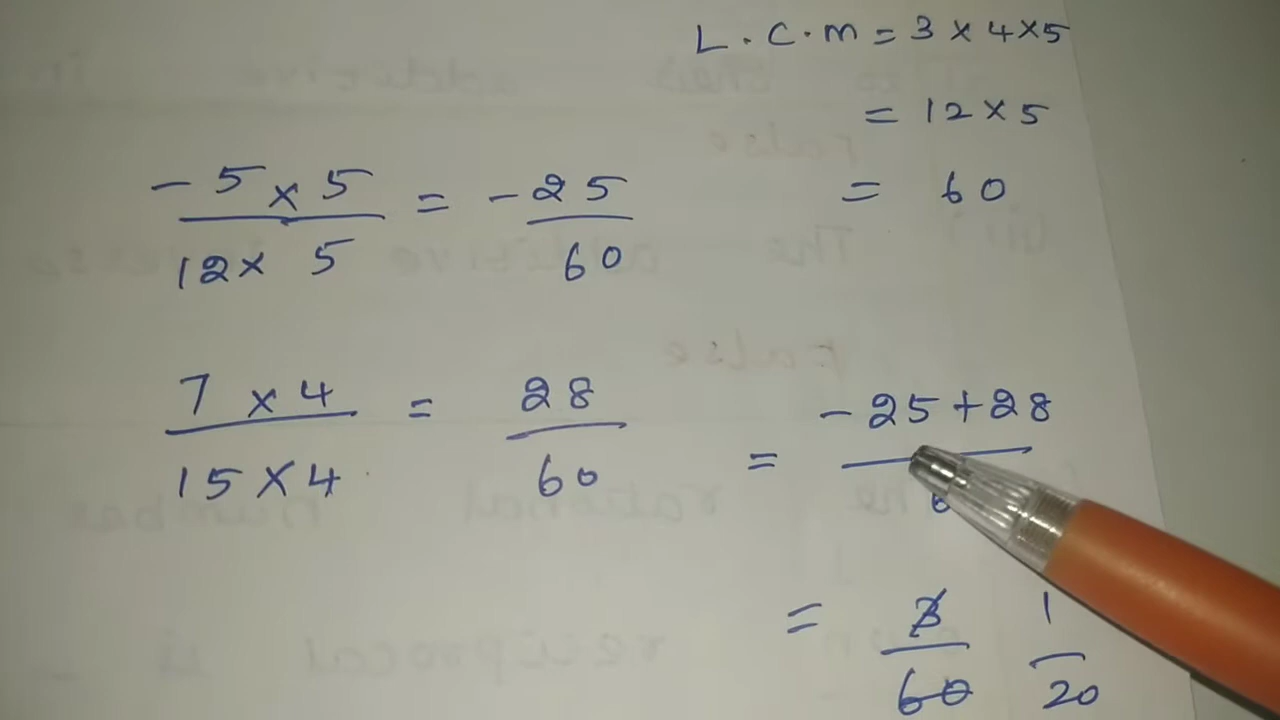 L.C.M = 3 × 4 × 5
= 12 × 5
= 60
-5 × 5 / 12 × 5 = -25 / 60
7 × 4 / 15 × 4 = 28 / 60
= -25 + 28 / 6
= 3 / 60 1 / 20